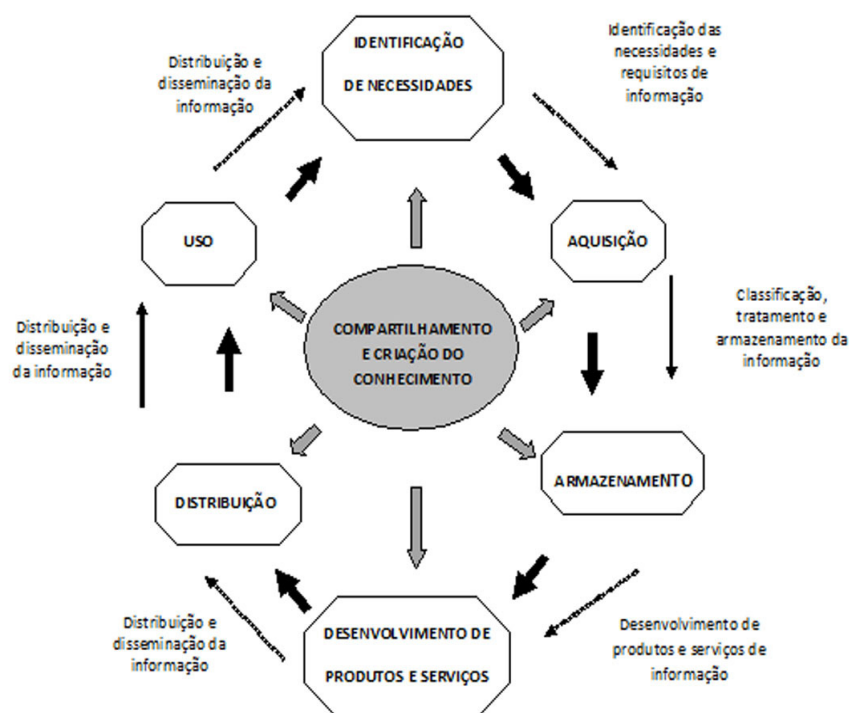 IDENTIFICAÇÃO
DE NECESSIDADES
Identificação das
necessidades e
requisitos de
informação
Distribuição e
disseminação da
informação
USO
AQUISIÇÃO
COMPARTILHAMENTO
E CRIAÇÃO DO
CONHECIMENTO
Classificação,
tratamento e
armazenamento da
informação
Distribuição e
disseminação
da informação
DISTRIBUIÇÃO
ARMAZENAMENTO
DESENVOLVIMENTO DE
PRODUTOS E SERVIÇOS
Distribuição e
disseminação da
informação
Desenvolvimento de
produtos e serviços de
informação